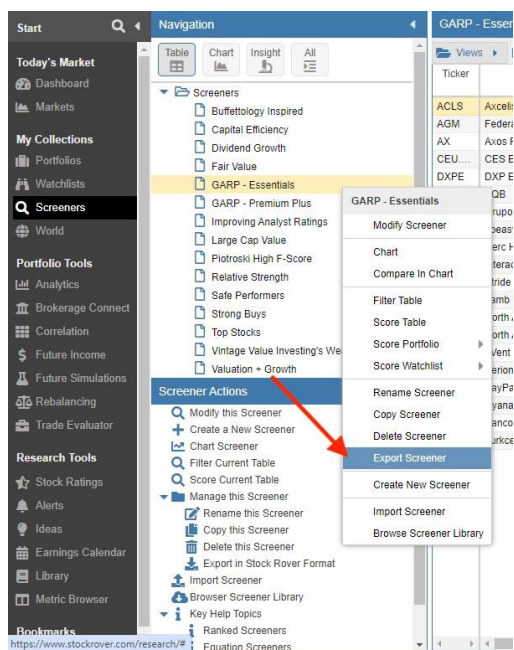 Start
Today's Market
Dashboard
Markets
My Collections
Portfolios
Watchlists
Screeners
World
Portfolio Tools
Analytics
Brokerage Connect
Correlation
Future Income
Future Simulations
Rebalancing
Trade Evaluator
Research Tools
Stock Ratings
Alerts
Ideas
Earnings Calendar
Library
Metric Browser
Bookmarks
https://www.stockrover.com/research/#
Navigation
Table Chart Insight All
Screeners
Buffettology Inspired
Capital Efficiency
Dividend Growth
Fair Value
GARP - Essentials
GARP - Premium Plus
Improving Analyst Ratings
Large Cap Value
Piotroski High F-Score
Relative Strength
Safe Performers
Strong Buys
Top Stocks
Vintage Value Investing's We
Valuation + Growth
Screener Actions
Modify this Screener
Create a New Screener
Chart Screener
Filter Current Table
Score Current Table
Manage this Screener
Rename this Screener
Copy this Screener
Delete this Screener
Export in Stock Rover Format
Import Screener
Browser Screener Library
Key Help Topics
Ranked Screeners
Equation Screeners
GARP - Essentials
Modify Screener
Chart
Compare In Chart
Filter Table
Score Table
Score Portfolio
Score Watchlist
Rename Screener
Copy Screener
Delete Screener
Export Screener
Create New Screener
Import Screener
Browse Screener Library
GARP - Essen
Views
Ticker
ACLS Axceli
AGM Federa
AX Axos F
CEU.... CES E
DXPE DXP E